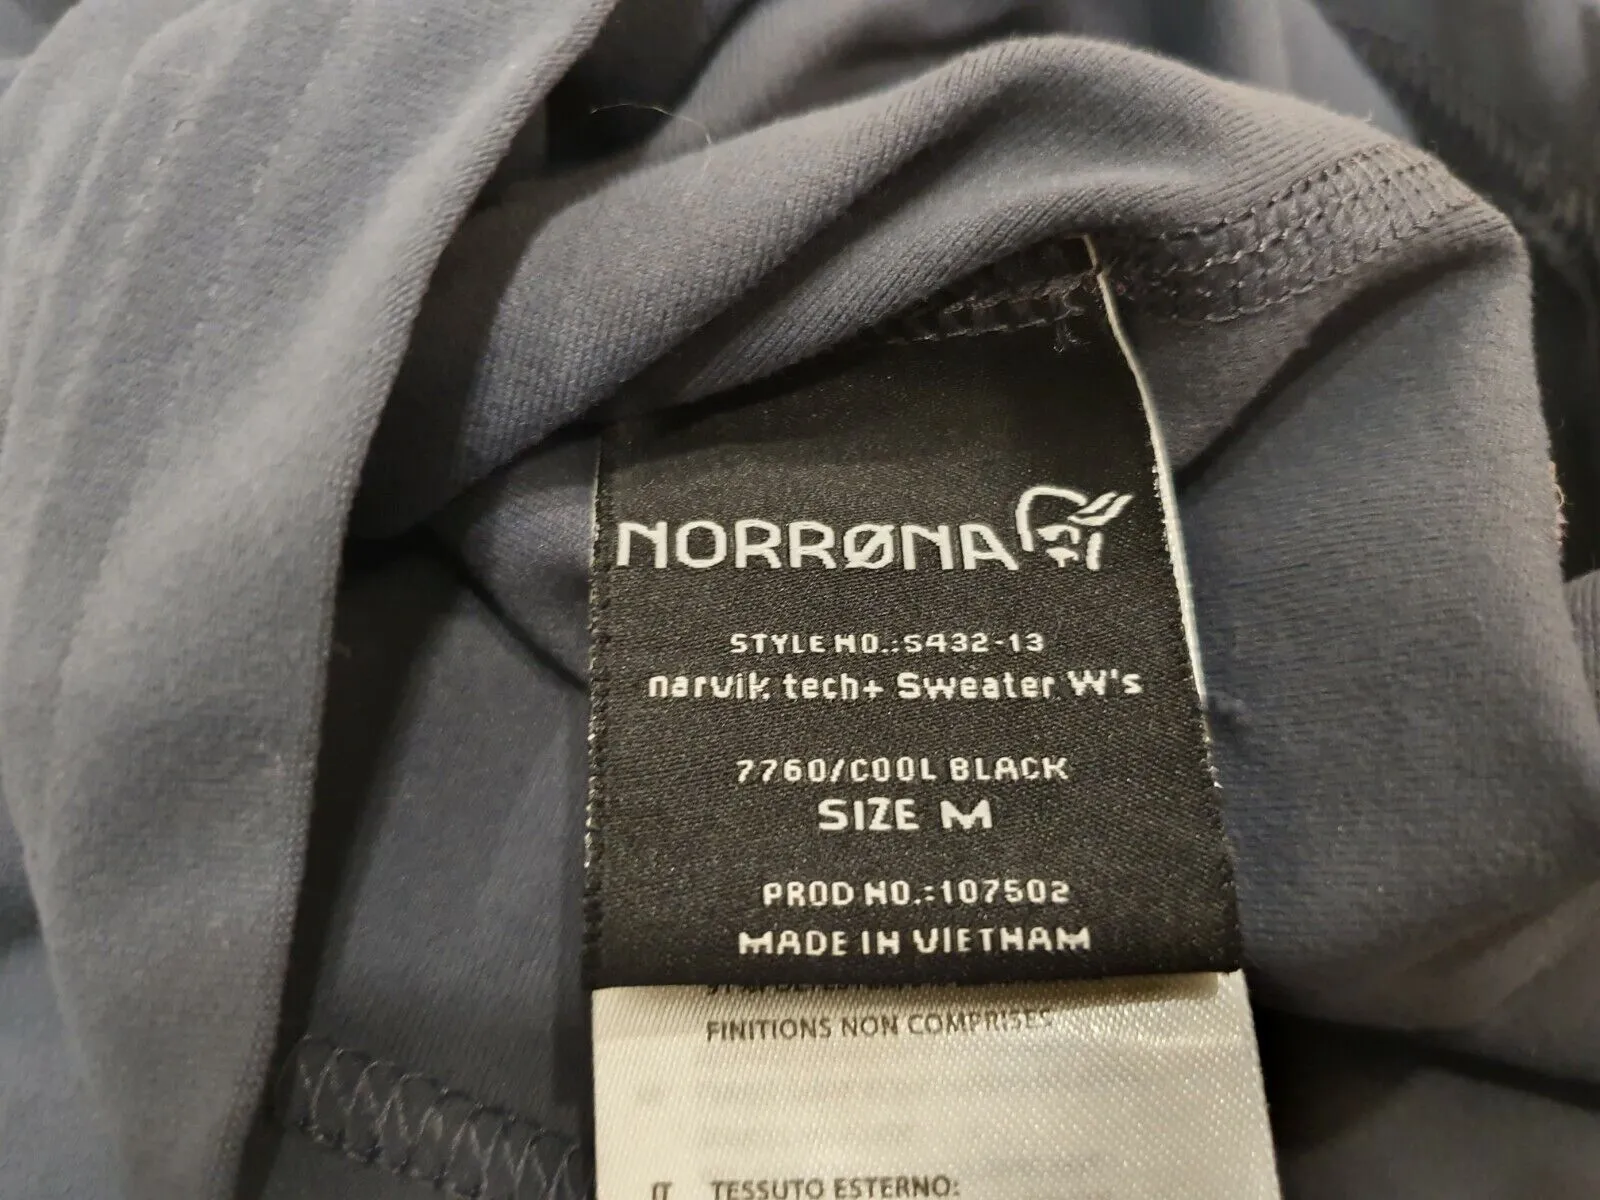 NORRØNA
STYLE NO.:5432-13
narvik tech+ Sweater W's
7760/COOL BLACK
SIZE M
PROD NO.:107502
MADE IN VIETNAM
FINITIONS NON COMPRISES
IT TESSUTO ESTERNO: